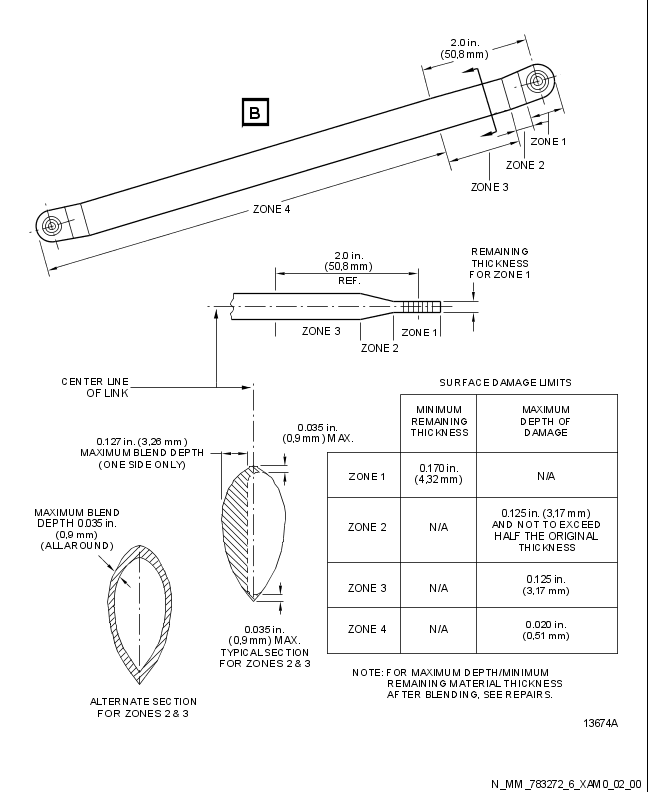 2.0 in.
(50,8 mm)
B
ZONE 1
ZONE 2
ZONE 3
ZONE 4
2.0 in.
(50,8 mm)
REF.
REMAINING
THICKNESS
FOR ZONE 1
ZONE 3
ZONE 1
ZONE 2
CENTER LINE
OF LINK
0.035 in.
(0,9 mm) MAX.
0.127 in. (3,26 mm)
MAXIMUM BLEND DEPTH
(ONE SIDE ONLY)
MAXIMUM BLEND
DEPTH 0.035 in.
(0,9 mm)
(ALL AROUND)
0.035 in.
(0,9 mm) MAX.
TYPICAL SECTION
FOR ZONES 2 & 3
ALTERNATE SECTION
FOR ZONES 2 & 3
SURFACE DAMAGE LIMITS
MINIMUM
REMAINING
THICKNESS
MAXIMUM
DEPTH OF
DAMAGE
ZONE 1
0.170 in.
(4,32 mm)
N/A
ZONE 2
N/A
0.125 in. (3,17 mm)
AND NOT TO EXCEED
HALF THE ORIGINAL
THICKNESS
ZONE 3
N/A
0.125 in.
(3,17 mm)
ZONE 4
N/A
0.020 in.
(0,51 mm)
NOTE: FOR MAXIMUM DEPTH/MINIMUM
REMAINING MATERIAL THICKNESS
AFTER BLENDING, SEE REPAIRS.
13674A
N_MM_783272_6_XAM0_02_00